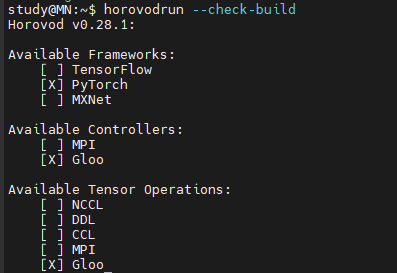 study@MN:~$ horovodrun --check-build
Horovod v0.28.1:
Available Frameworks:
[ ] TensorFlow
[X] PyTorch
[ ] MXNet
Available Controllers:
[ ] MPI
[X] Gloo
Available Tensor Operations:
[ ] NCCL
[ ] DDL
[ ] CCL
[ ] MPI
[X] Gloo